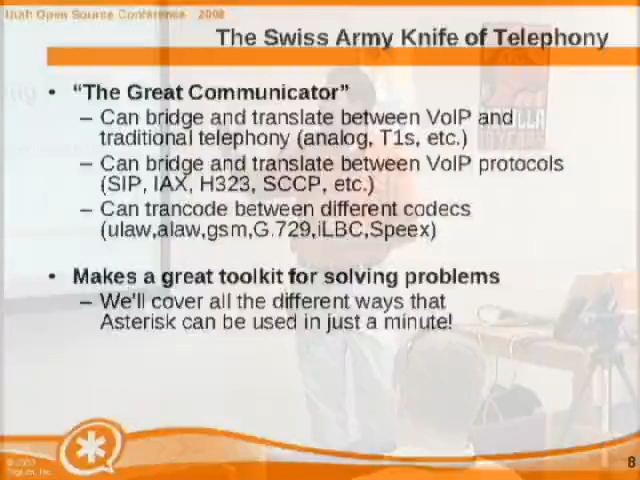 Utah Open Source Conference 2008
The Swiss Army Knife of Telephony
• “The Great Communicator”
– Can bridge and translate between VoIP and
traditional telephony (analog, T1s, etc.)
– Can bridge and translate between VoIP protocols
(SIP, IAX, H323, SCCP, etc.)
– Can trancode between different codecs
(ulaw,alaw,gsm,G.729,iLBC,Speex)
• Makes a great toolkit for solving problems
– We'll cover all the different ways that
Asterisk can be used in just a minute!
Digium, Inc.
8